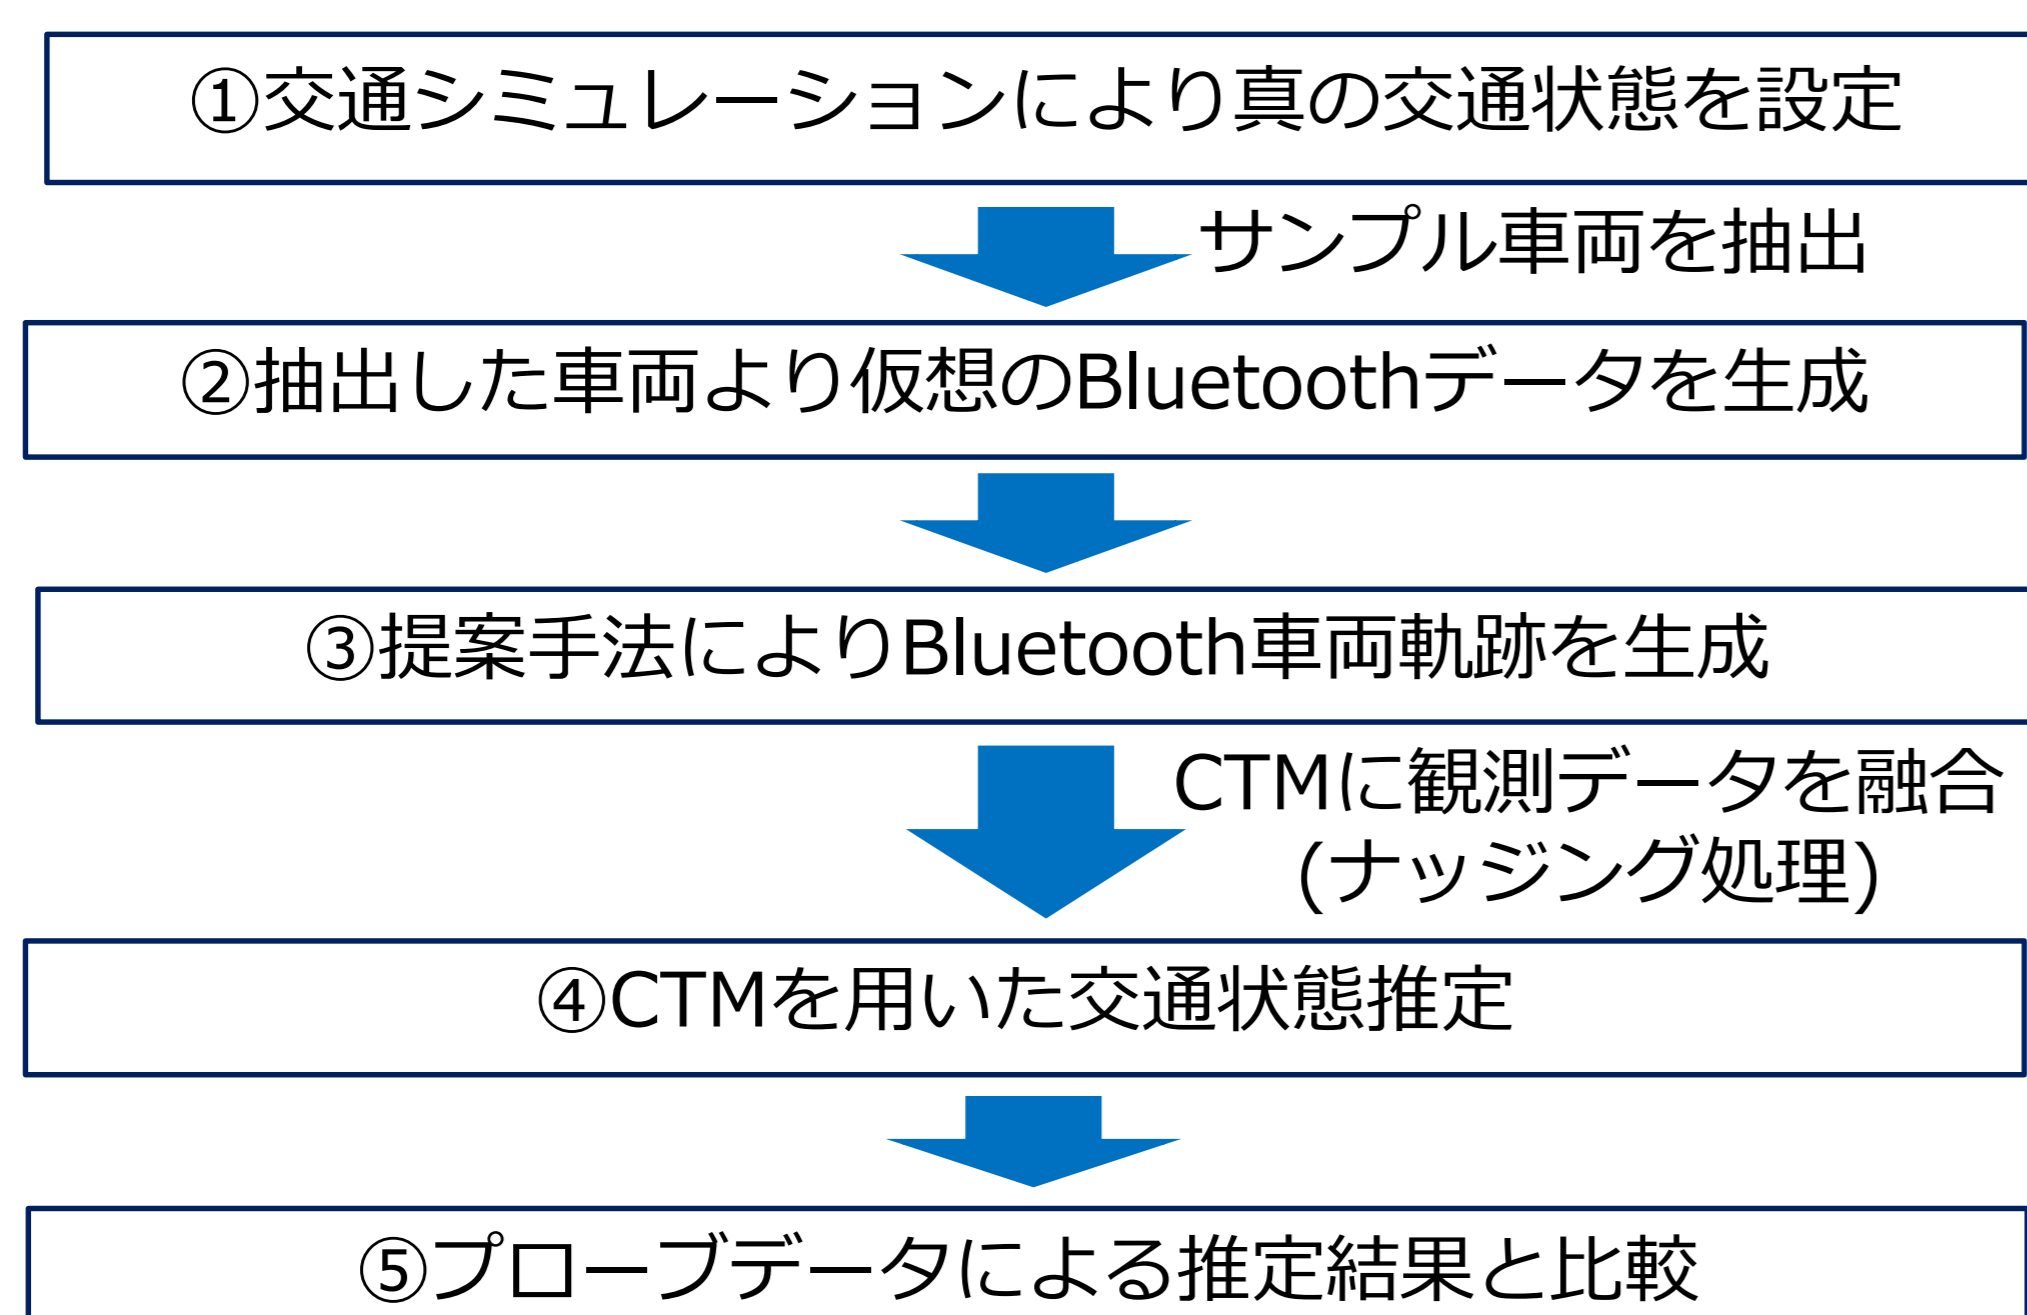 ①交通シミュレーションにより真の交通状態を設定
サンプル車両を抽出
②抽出した車両より仮想のBluetoothデータを生成
③提案手法によりBluetooth車両軌跡を生成
CTMに観測データを融合
(ナッジング処理)
④CTMを用いた交通状態推定
⑤プローブデータによる推定結果と比較